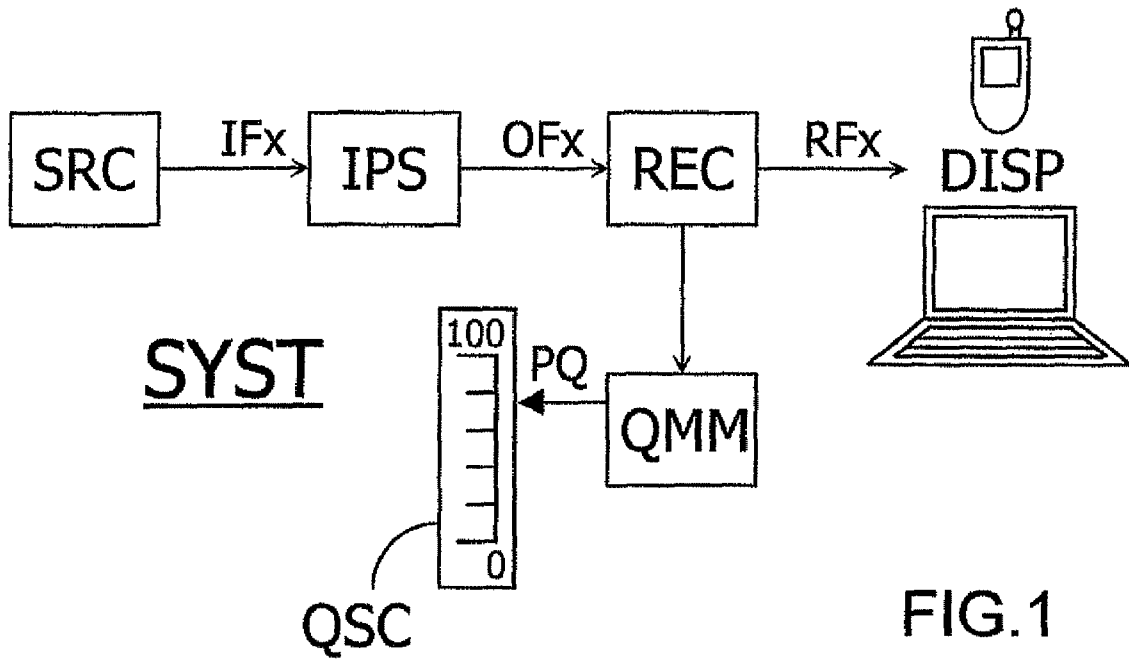 SRC
IFx
IPS
OFx
REC
RFx
DISP
SYST
100
0
PQ
QMM
QSC
FIG.1